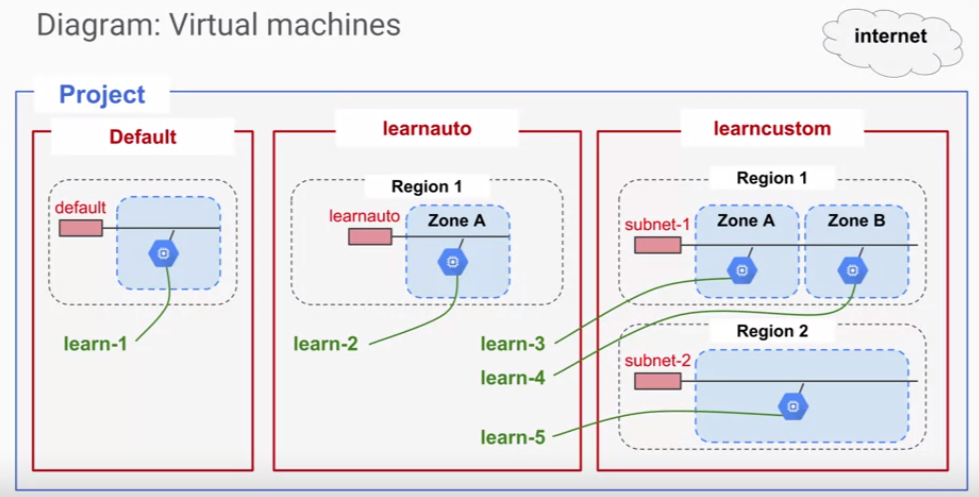 Diagram: Virtual machines
internet
Project
Default
default
learn-1
learnauto
Region 1
learnauto
Zone A
learn-2
learncustom
Region 1
subnet-1
Zone A
Zone B
learn-3
learn-4
Region 2
subnet-2
learn-5